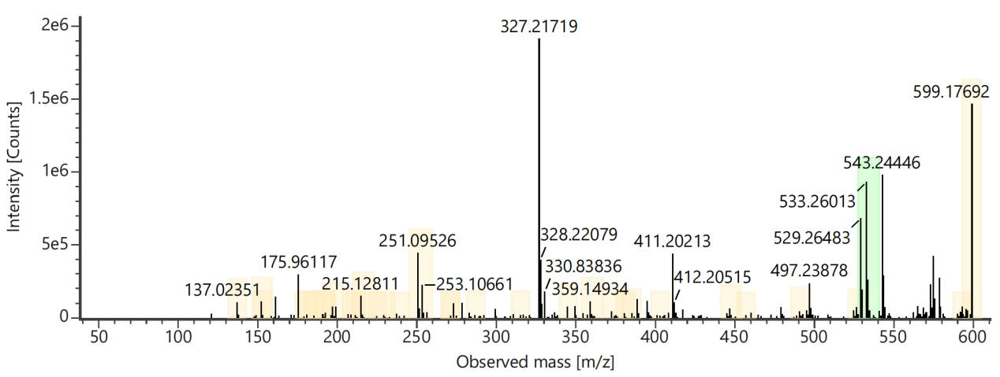 2e6
1.5e6
1e6
5e5
0
Intensity [Counts]
327.21719
599.17692
543.24446
533.26013
529.26483
251.09526
328.22079
411.20213
175.96117
330.83836
497.23878
137.02351
215.12811
253.10661
359.14934
412.20515
50 100 150 200 250 300 350 400 450 500 550 600
Observed mass [m/z]